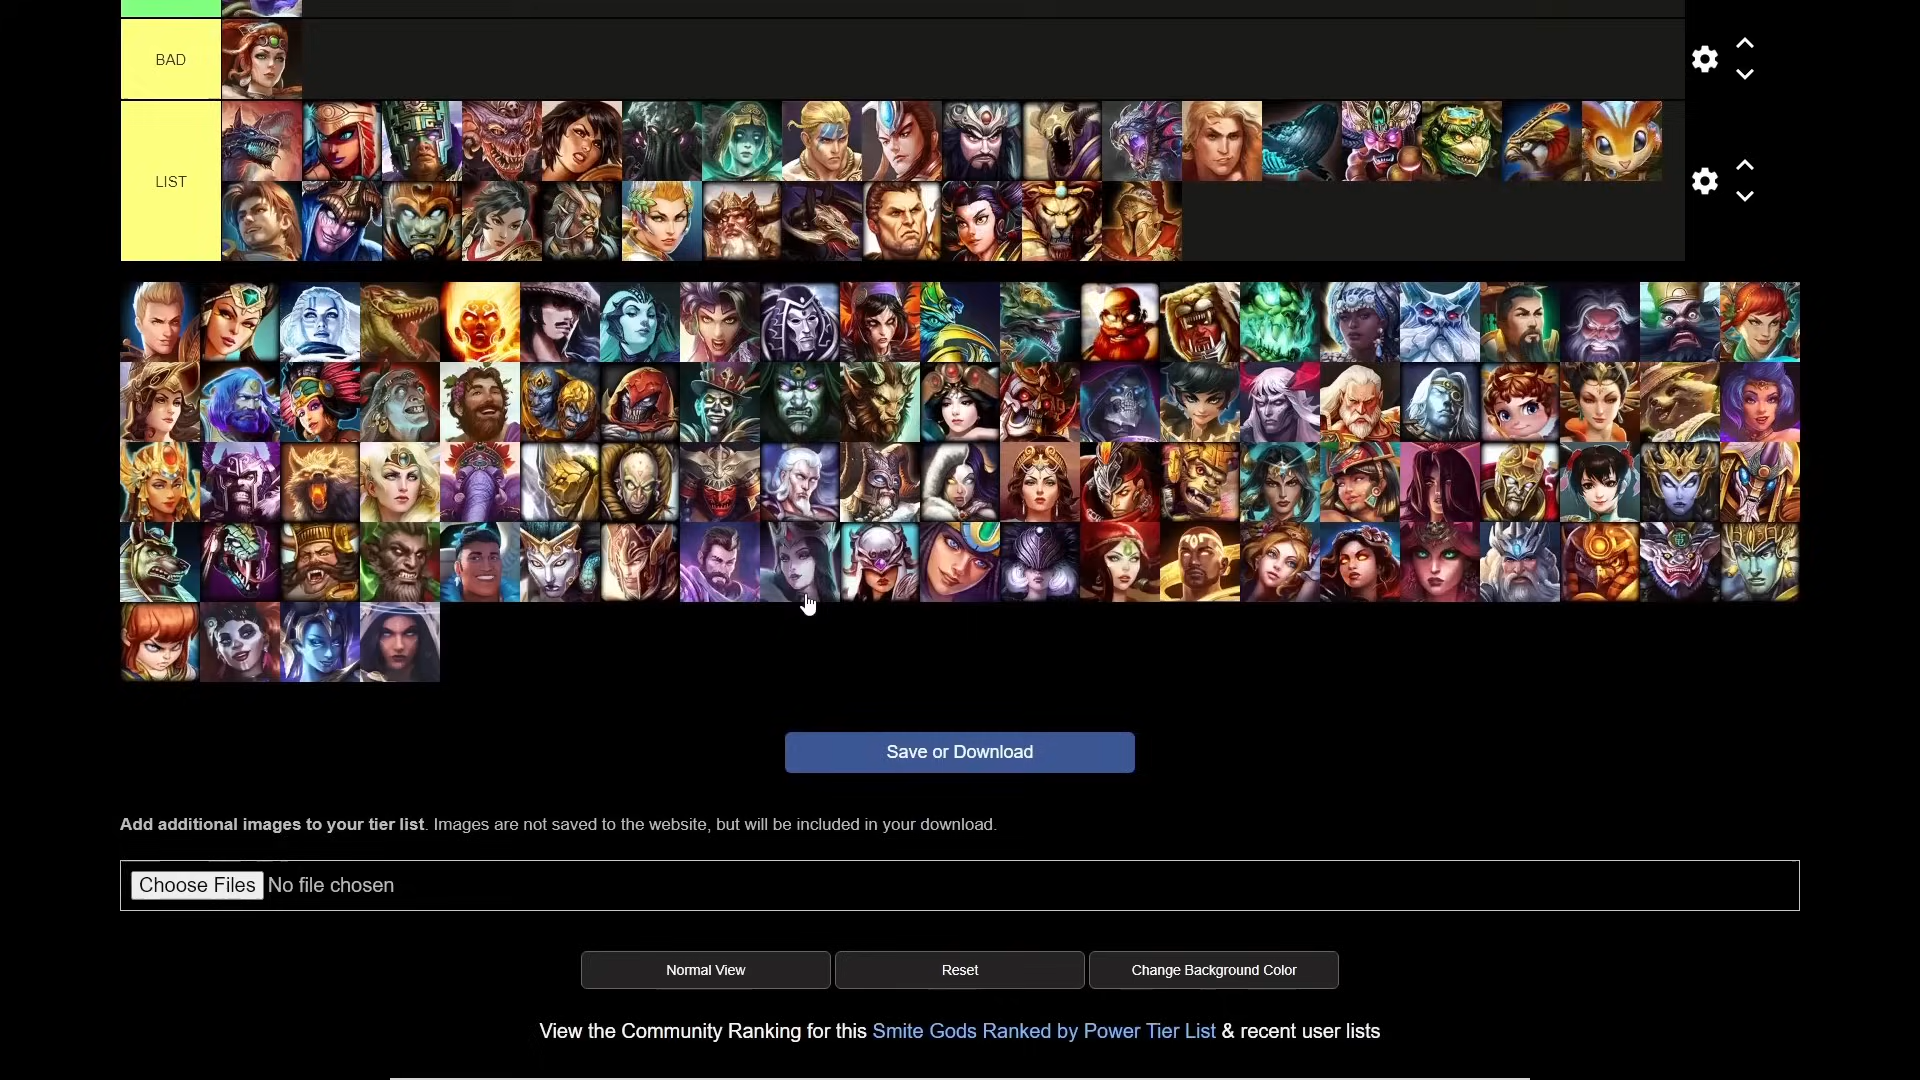 BAD
LIST
Save or Download
Add additional images to your tier list. Images are not saved to the website, but will be included in your download.
Choose Files No file chosen
Normal View
Reset
Change Background Color
View the Community Ranking for this Smite Gods Ranked by Power Tier List & recent user lists